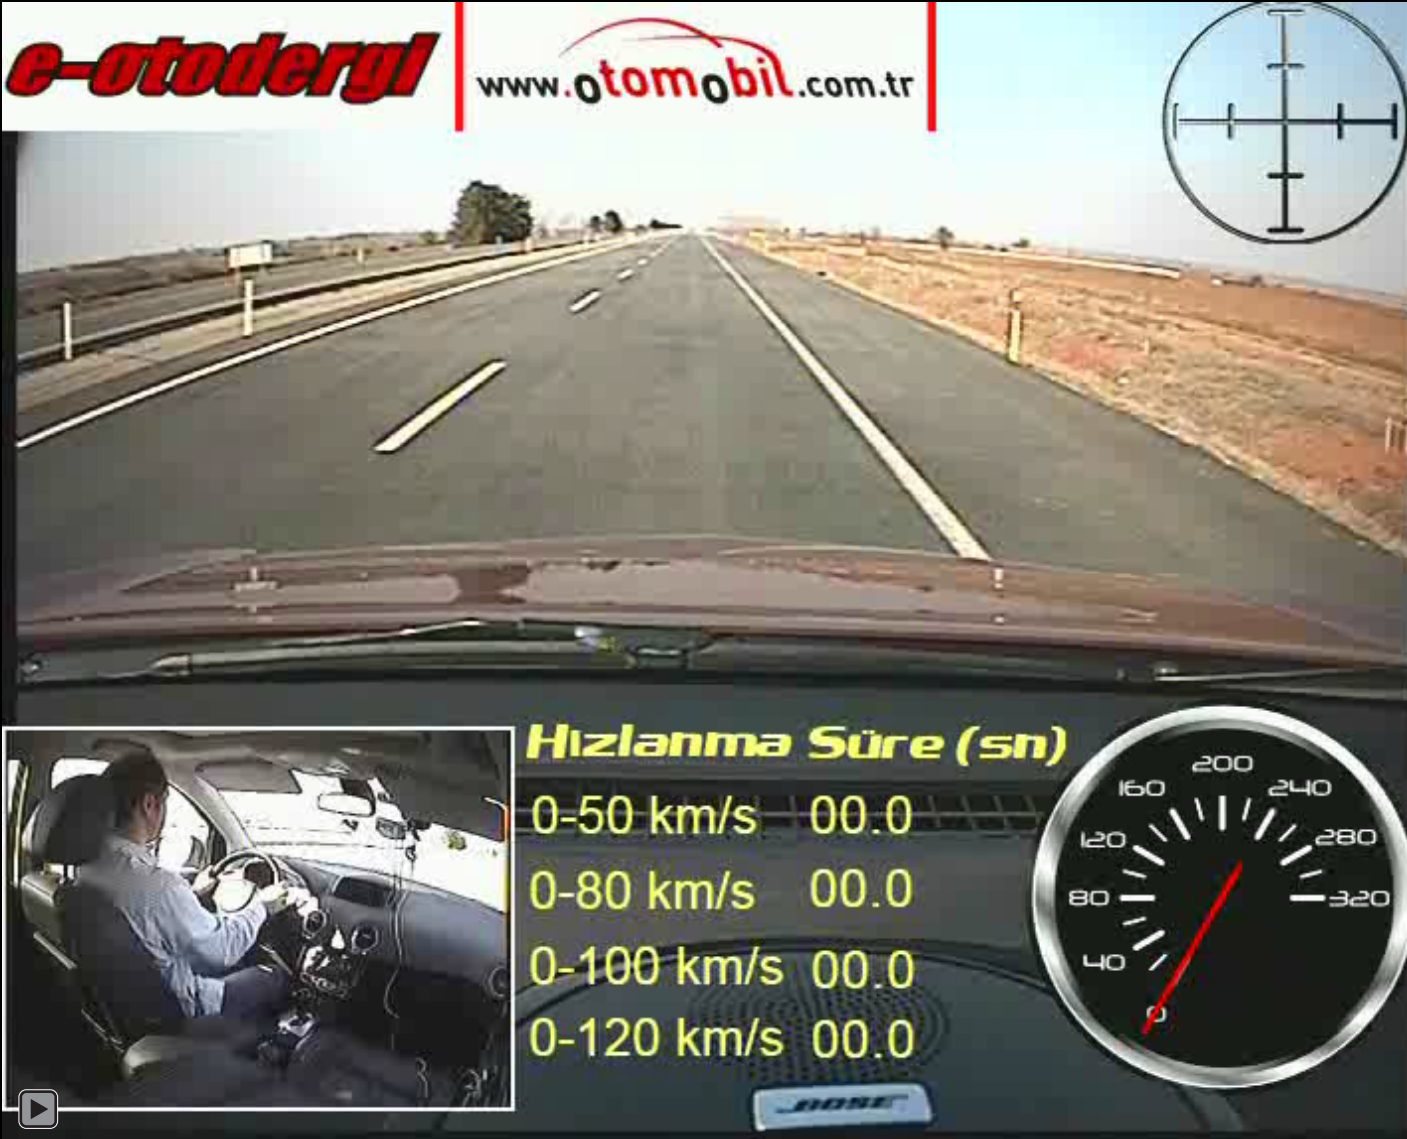 e-otodergi
www.otomobil.com.tr
Hızlanma Süre (sn)
0-50 km/s 00.0
0-80 km/s 00.0
0-100 km/s 00.0
0-120 km/s 00.0
0
40
80
120
160
200
240
280
320
BOSE